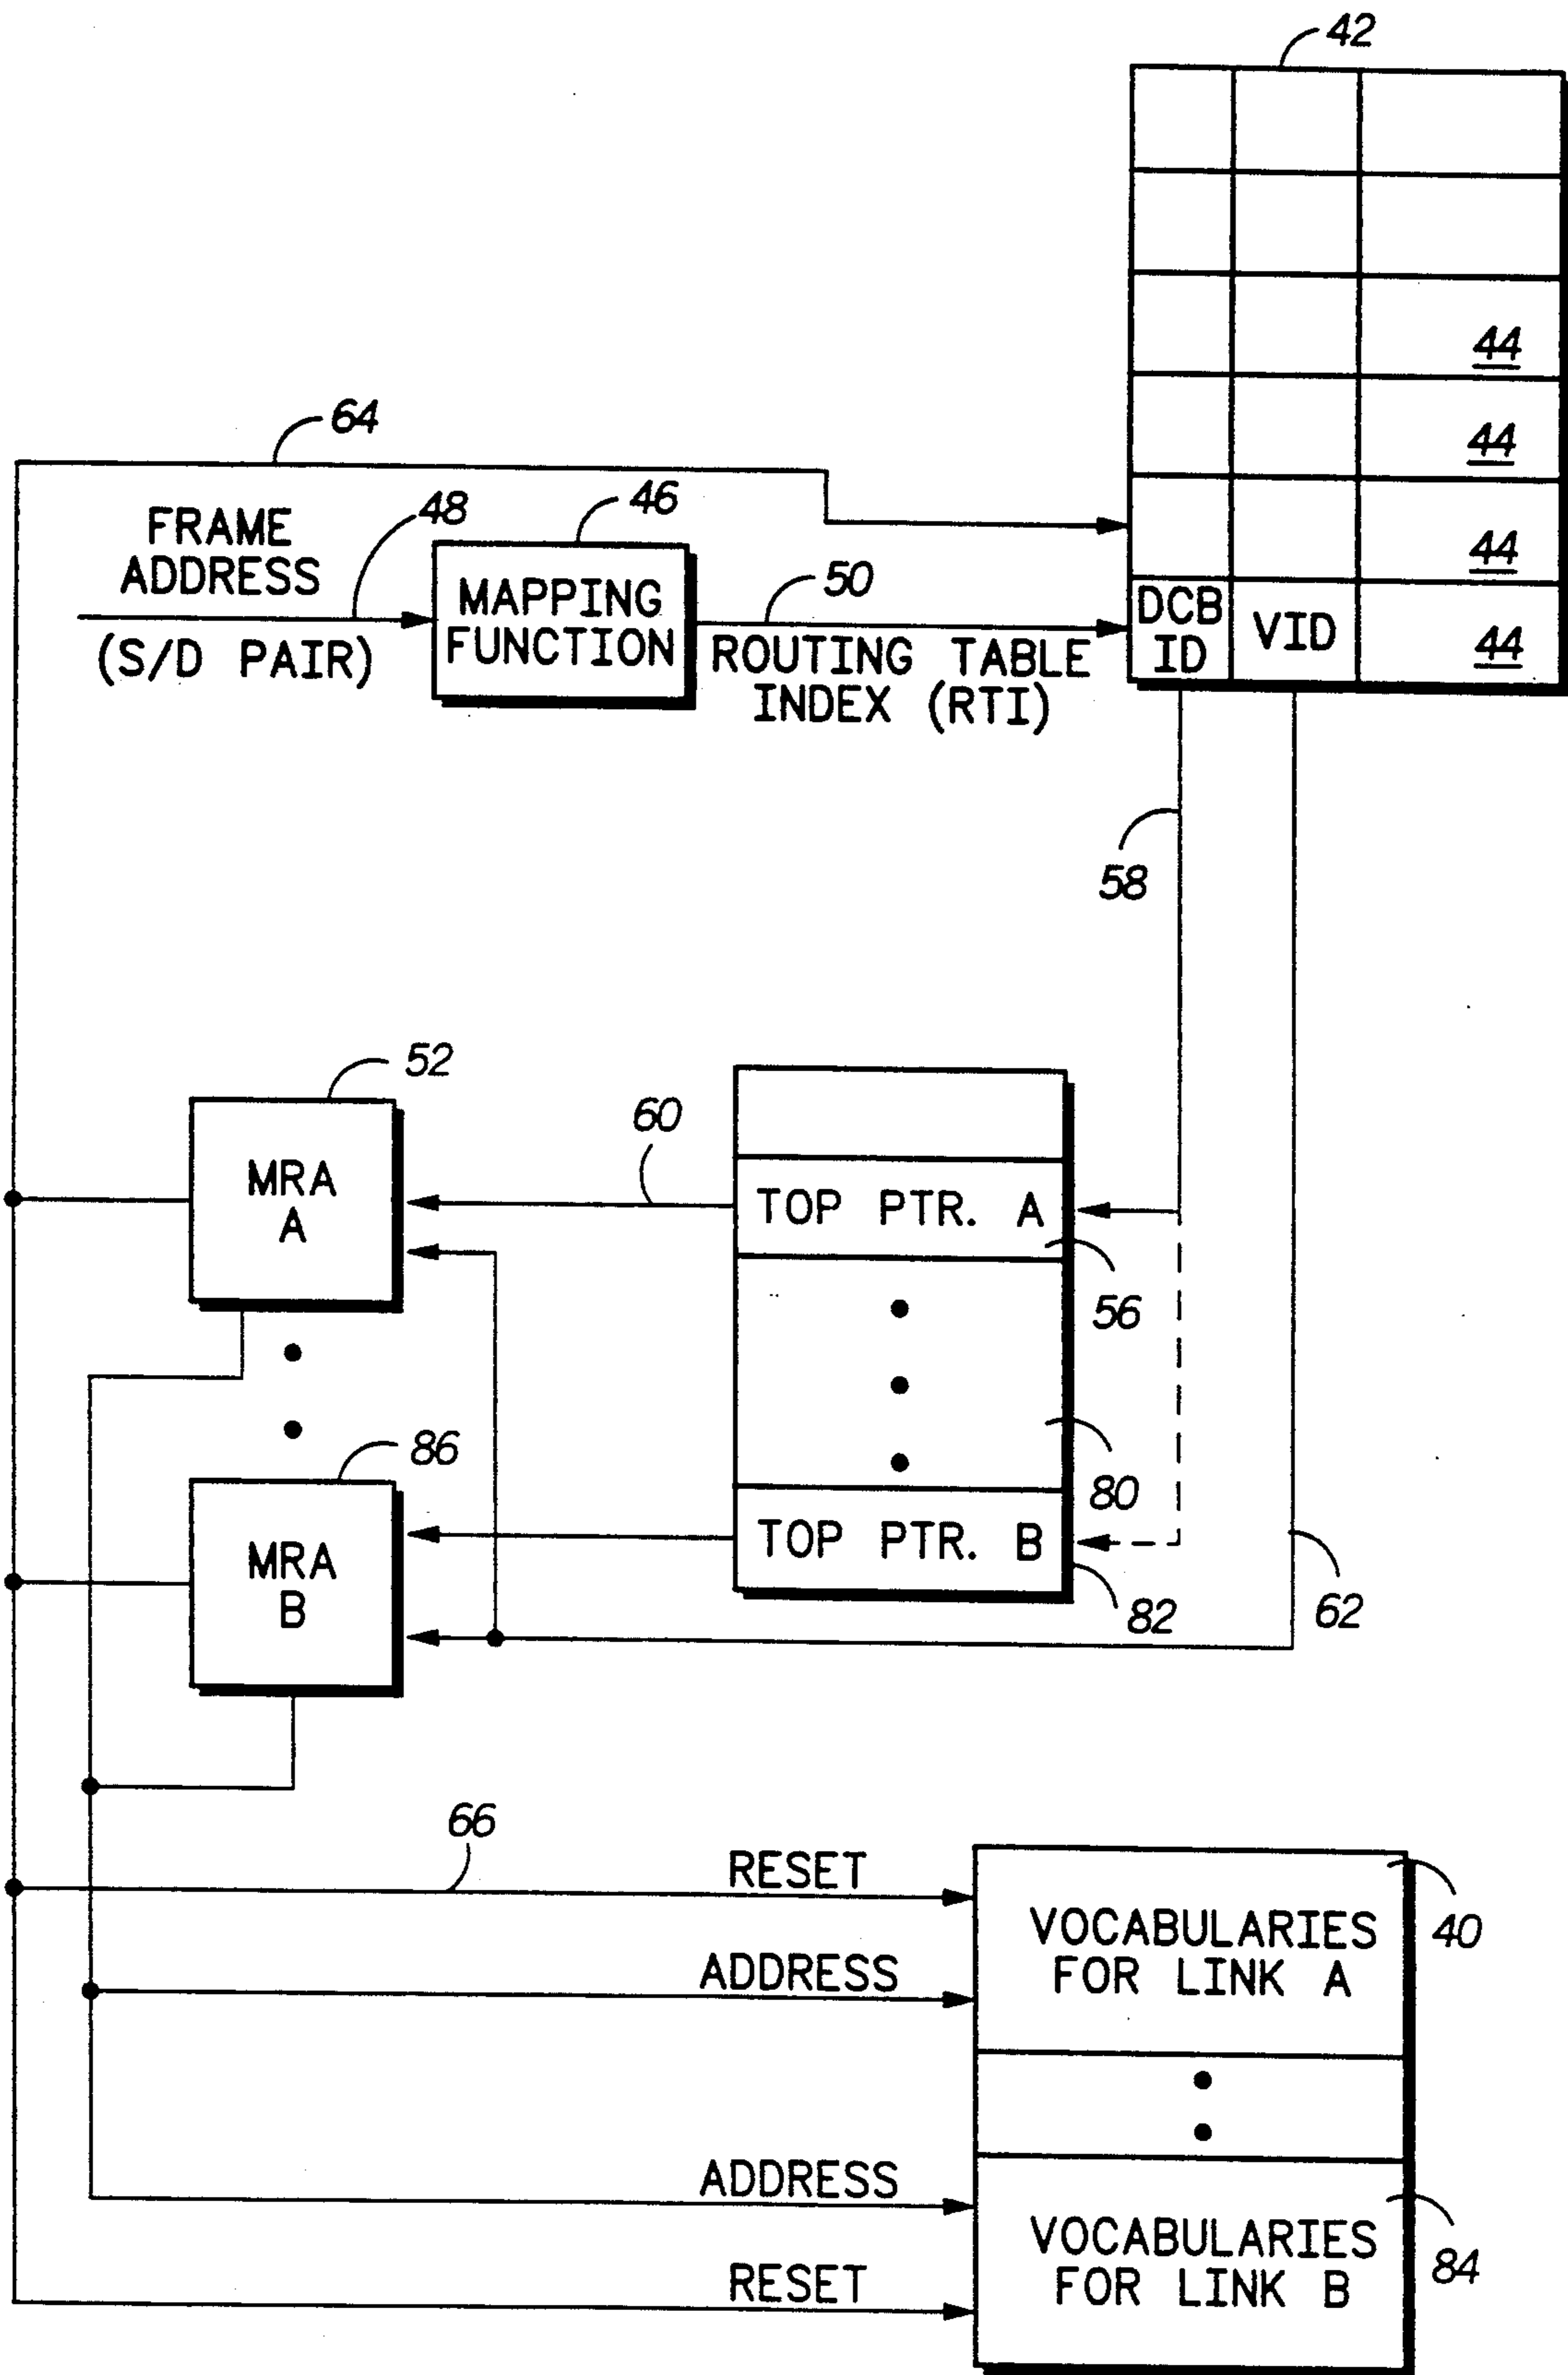 42
44
44
64
48
46
FRAME
ADDRESS
(S/D PAIR)
MAPPING
FUNCTION
50
ROUTING TABLE
INDEX (RTI)
44
DCB
ID
VID
44
58
52
60
MRA
A
TOP PTR. A
56
86
80
MRA
B
TOP PTR. B
82
62
66
RESET
ADDRESS
VOCABULARIES
FOR LINK A
40
ADDRESS
RESET
VOCABULARIES
FOR LINK B
84